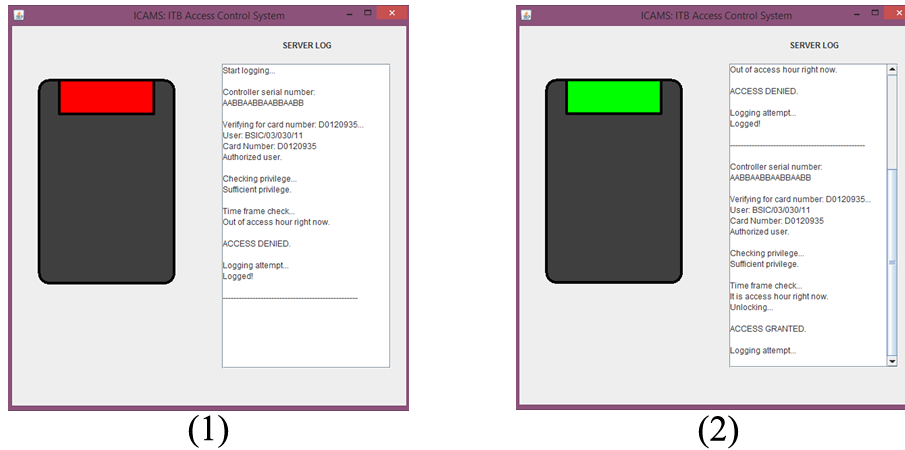 ICAMS: ITB Access Control System
SERVER LOG
Start logging...
Controller serial number:
AABBAABBAABBAABB
Verifying for card number: D0120935...
User: BSIC/03/030/11
Card Number: D0120935
Authorized user.
Checking privilege...
Sufficient privilege.
Time frame check...
Out of access hour right now.
ACCESS DENIED.
Logging attempt...
Logged!
------------------------------------------------
(1)
ICAMS: ITB Access Control System
SERVER LOG
Out of access hour right now.
ACCESS DENIED.
Logging attempt...
Logged!
------------------------------------------------
Controller serial number:
AABBAABBAABBAABB
Verifying for card number: D0120935...
User: BSIC/03/030/11
Card Number: D0120935
Authorized user.
Checking privilege...
Sufficient privilege.
Time frame check...
It is access hour right now.
Unlocking...
ACCESS GRANTED.
Logging attempt...
(2)